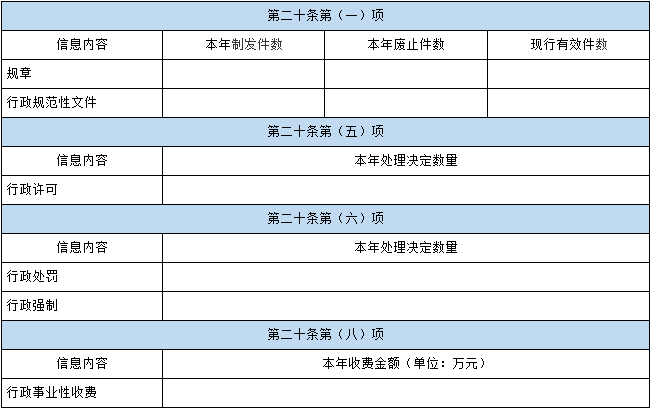 第二十条第（一）项
信息内容 本年制发件数 本年废止件数 现行有效件数
规章
行政规范性文件
第二十条第（五）项
信息内容 本年处理决定数量
行政许可
第二十条第（六）项
信息内容 本年处理决定数量
行政处罚
行政强制
第二十条第（八）项
信息内容 本年收费金额（单位：万元）
行政事业性收费